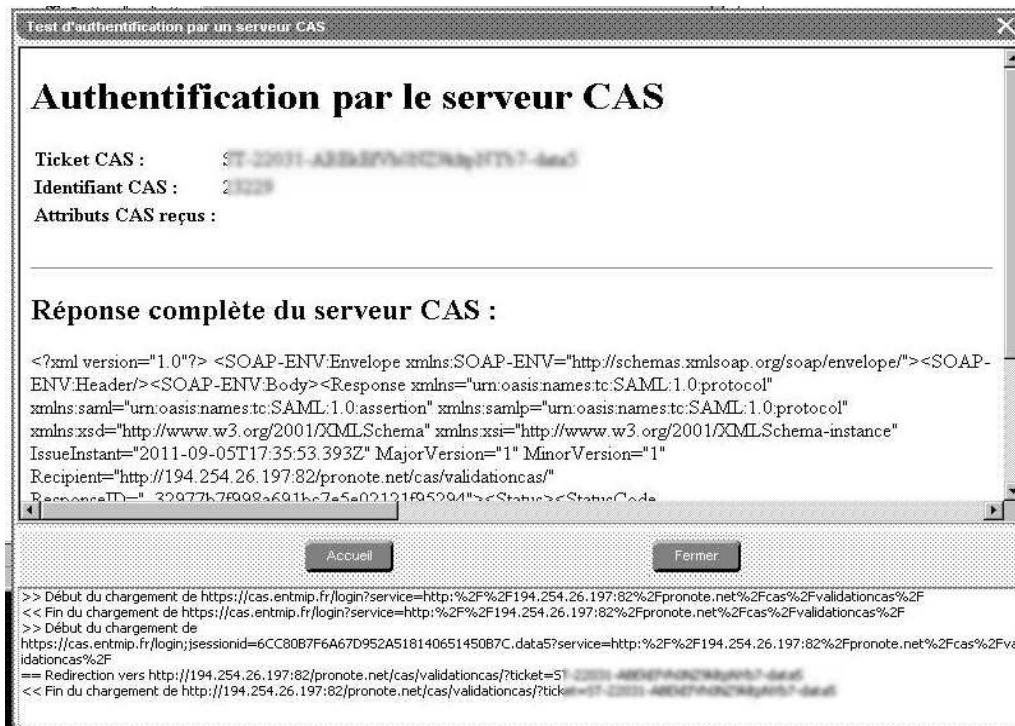 Test d'authentification par un serveur CAS
Authentification par le serveur CAS
Ticket CAS :
Identifiant CAS :
Attributs CAS reçus :
Réponse complète du serveur CAS :
<?xml version="1.0"?> <SOAP-ENV:Envelope xmlns:SOAP-ENV="http://schemas.xmlsoap.org/soap/envelope/"><SOAP-
ENV:Header/><SOAP-ENV:Body><Response xmlns="urn:oasis:names:tc:SAML:1.0:protocol"
xmlns:saml="urn:oasis:names:tc:SAML:1.0:assertion" xmlns:samlp="urn:oasis:names:tc:SAML:1.0:protocol"
xmlns:xsd="http://www.w3.org/2001/XMLSchema" xmlns:xsi="http://www.w3.org/2001/XMLSchema-instance"
IssueInstant="2011-09-05T17:35:53.393Z" MajorVersion="1" MinorVersion="1"
Recipient="http://194.254.26.197:82/pronote.net/cas/validationcas/"
Accueil Fermer
>> Début du chargement de https://cas.entmip.fr/login?service=http:%2F%2F194.254.26.197:82%2Fpronote.net%2Fcas%2Fvalidationcas%2F
<< Fin du chargement de https://cas.entmip.fr/login?service=http:%2F%2F194.254.26.197:82%2Fpronote.net%2Fcas%2Fvalidationcas%2F
>> Début du chargement de
https://cas.entmip.fr/login;jsessionid=6CC80B7F6A67D952A518140651450B7C.data5?service=http:%2F%2F194.254.26.197:82%2Fpronote.net%2Fcas%2Fva
idationcas%2F
== Redirection vers http://194.254.26.197:82/pronote.net/cas/validationcas/?ticket=
<< Fin du chargement de http://194.254.26.197:82/pronote.net/cas/validationcas/?tick